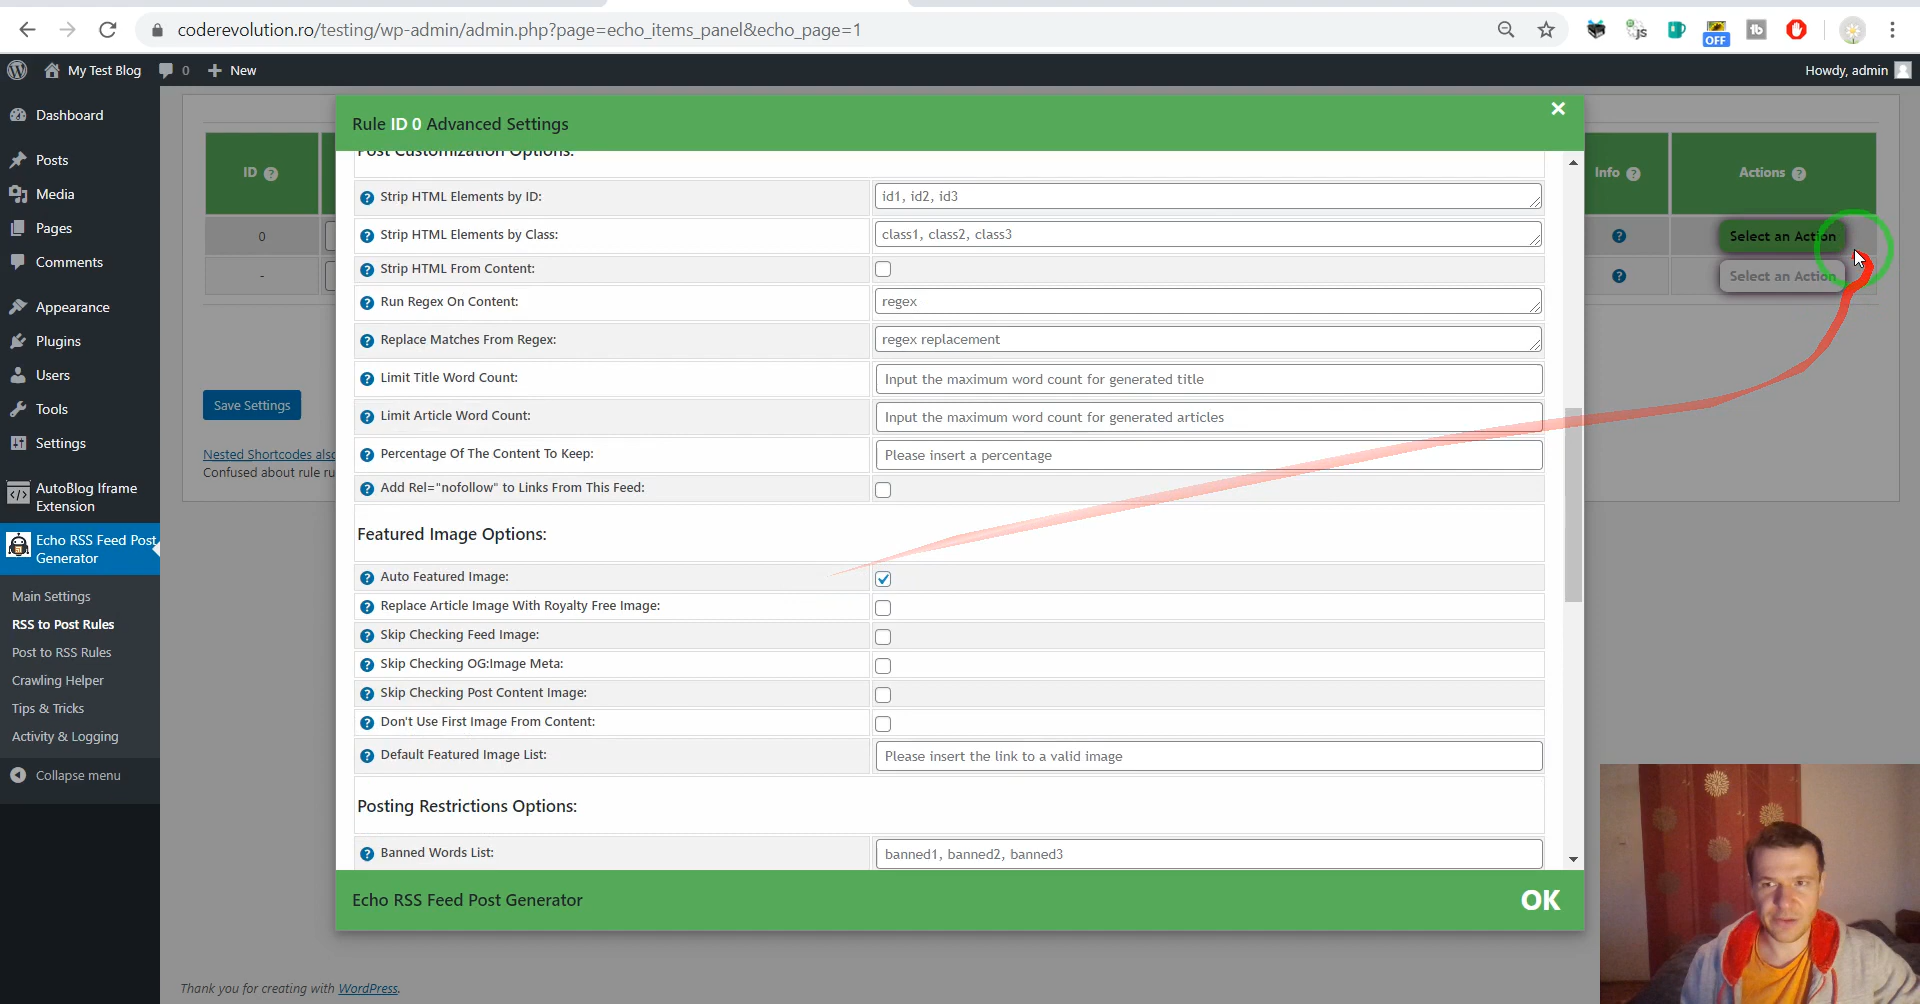 coderevolution.ro/testing/wp-admin/admin.php?page=echo_items_panel&echo_page=1
JS
OFF
tb
My Test Blog
0
New
Howdy, admin
Dashboard
Posts
Media
Pages
Comments
Appearance
Plugins
Users
Tools
Settings
AutoBlog Iframe
Extension
Echo RSS Feed Post
Generator
Main Settings
RSS to Post Rules
Post to RSS Rules
Crawling Helper
Tips & Tricks
Activity & Logging
Collapse menu
ID
0
-
Save Settings
Nested Shortcodes also
Confused about rule ru
Rule ID 0 Advanced Settings
Post Customization Options:
Strip HTML Elements by ID:
id1, id2, id3
Strip HTML Elements by Class:
class1, class2, class3
Strip HTML From Content:
Run Regex On Content:
regex
Replace Matches From Regex:
regex replacement
Limit Title Word Count:
Input the maximum word count for generated title
Limit Article Word Count:
Input the maximum word count for generated articles
Percentage Of The Content To Keep:
Please insert a percentage
Add Rel="nofollow" to Links From This Feed:
Featured Image Options:
Auto Featured Image:
Replace Article Image With Royalty Free Image:
Skip Checking Feed Image:
Skip Checking OG:Image Meta:
Skip Checking Post Content Image:
Don't Use First Image From Content:
Default Featured Image List:
Please insert the link to a valid image
Posting Restrictions Options:
Banned Words List:
banned1, banned2, banned3
Echo RSS Feed Post Generator
OK
Info
Actions
Select an Action
Select an Action
Thank you for creating with WordPress.